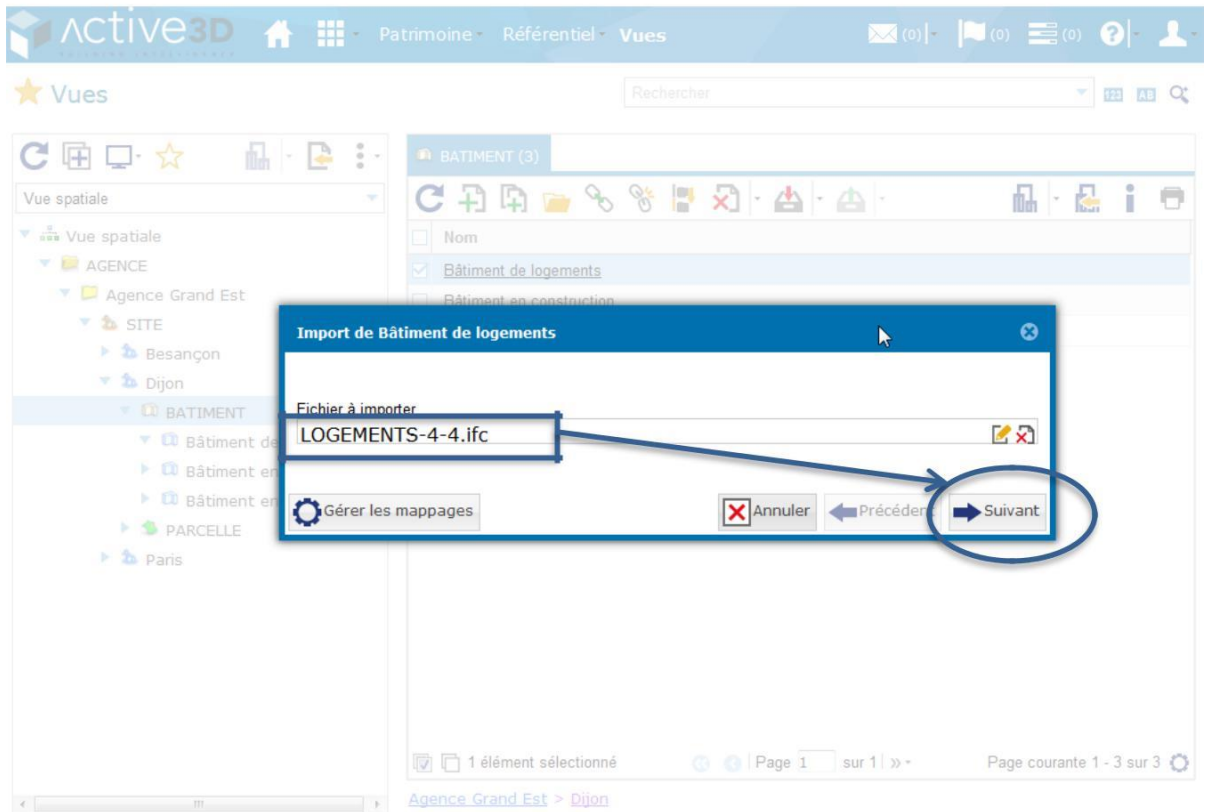 Active3D
Patrimoine Référentiel Vues (0) (0) (0) ?
Vues
Rechercher 123 AB
BATIMENT (3)
Vue spatiale
Vue spatiale
AGENCE
Agence Grand Est
SITE
Besançon
Dijon
BATIMENT
Bâtiment de
Bâtiment en
Bâtiment en
PARCELLE
Paris
Nom
Bâtiment de logements
Bâtiment en construction
Import de Bâtiment de logements
Fichier à importer
LOGEMENTS-4-4.ifc
Gérer les mappages Annuler Précédent Suivant
1 élément sélectionné Page 1 sur 1 Page courante 1 - 3 sur 3
Agence Grand Est > Dijon